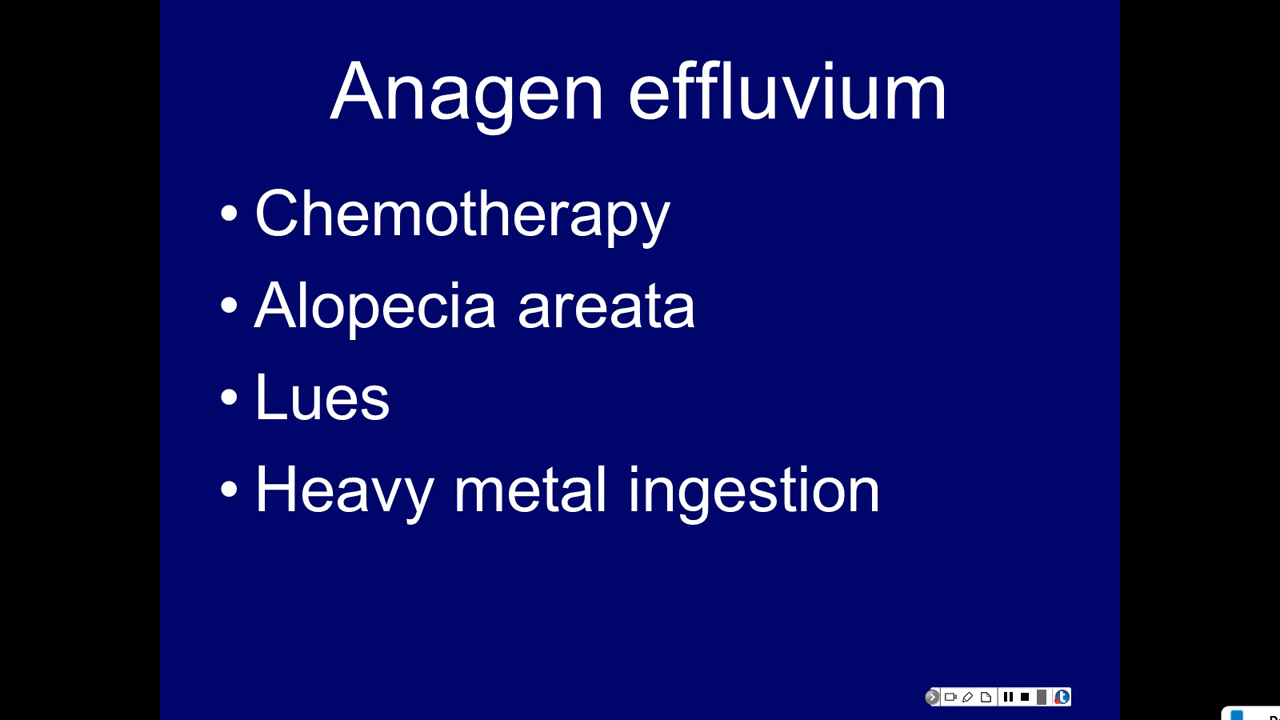 Anagen effluvium
• Chemotherapy
• Alopecia areata
• Lues
• Heavy metal ingestion